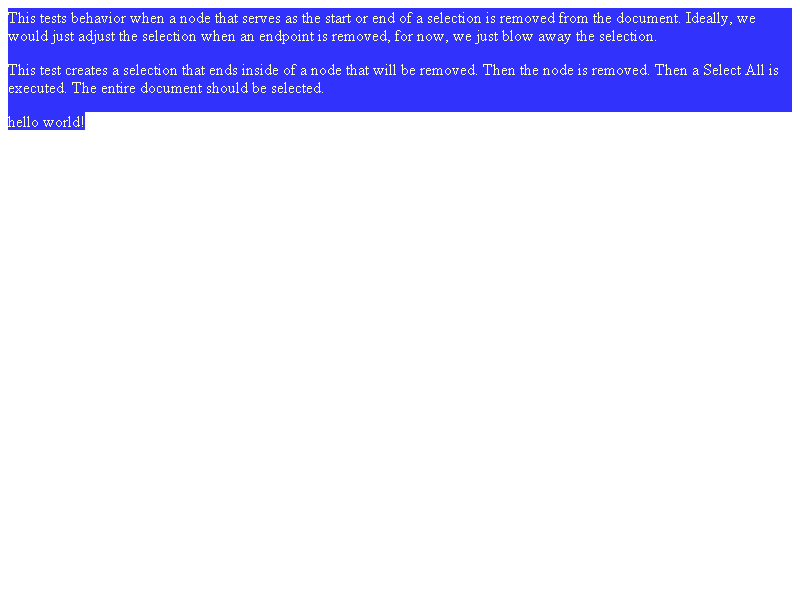 This tests behavior when a node that serves as the start or end of a selection is removed from the document. Ideally, we
would just adjust the selection when an endpoint is removed, for now, we just blow away the selection.
This test creates a selection that ends inside of a node that will be removed. Then the node is removed. Then a Select All is
executed. The entire document should be selected.
hello world!